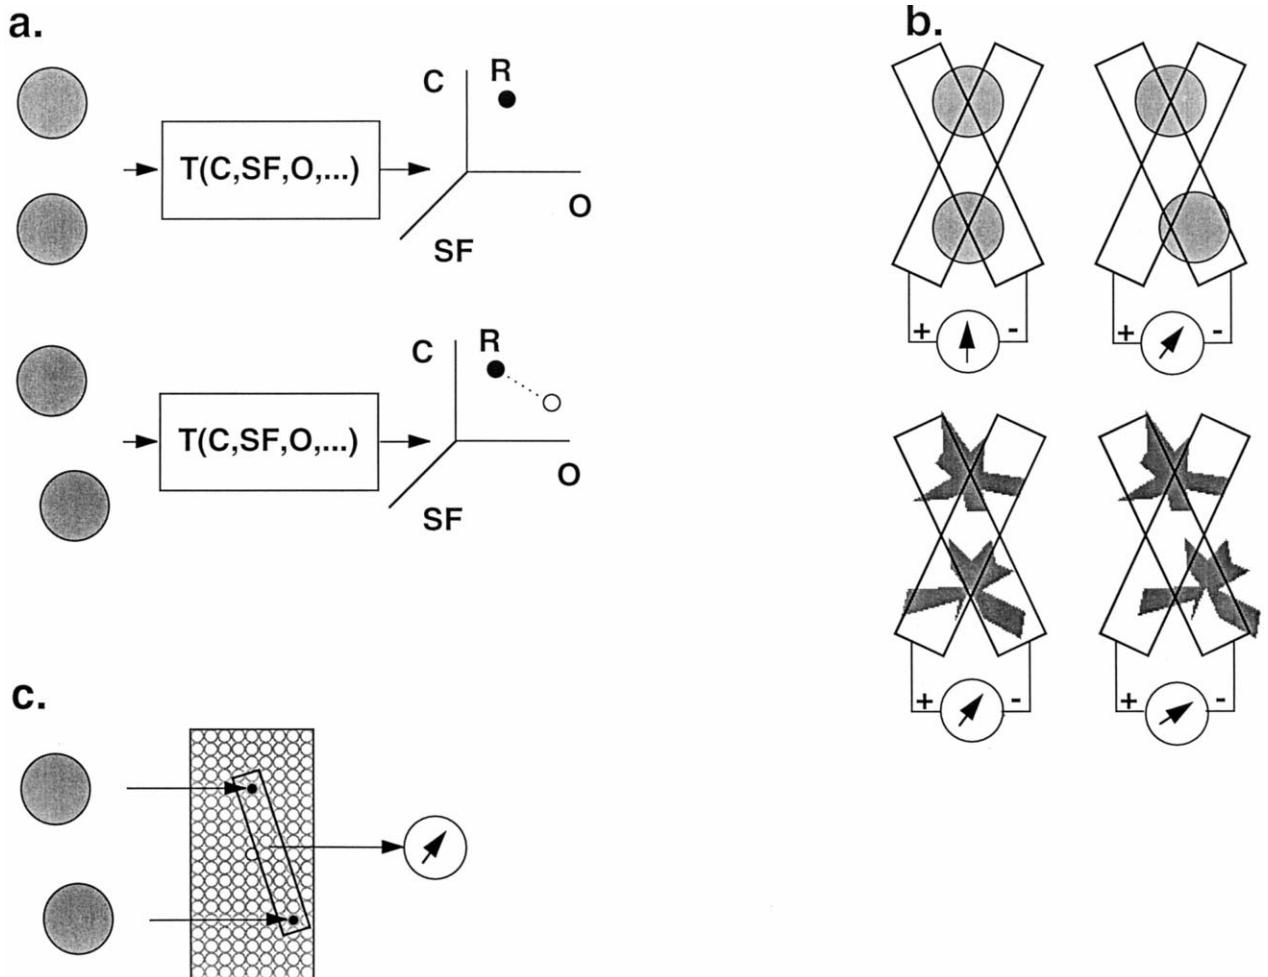 a.
C
R
T(C,SF,O,...)
O
SF
C
R
T(C,SF,O,...)
O
SF
b.
+ -
+ -
+ -
+ -
c.